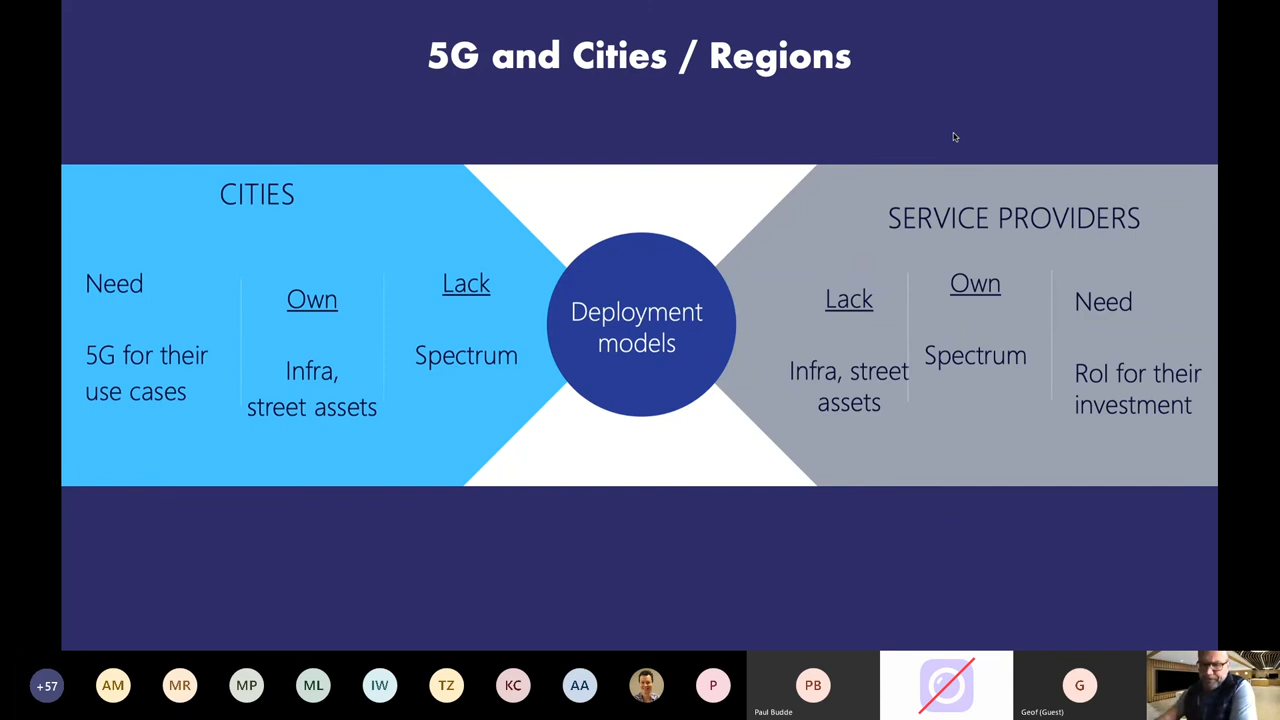 5G and Cities / Regions
CITIES
Need
5G for their
use cases
Own
Infra,
street assets
Lack
Spectrum
Deployment
models
SERVICE PROVIDERS
Lack
Infra, street
assets
Own
Spectrum
Need
RoI for their
investment
+57
AM
MR
MP
ML
IW
TZ
KC
AA
P
PB
Paul Budde
G
Geof (Guest)